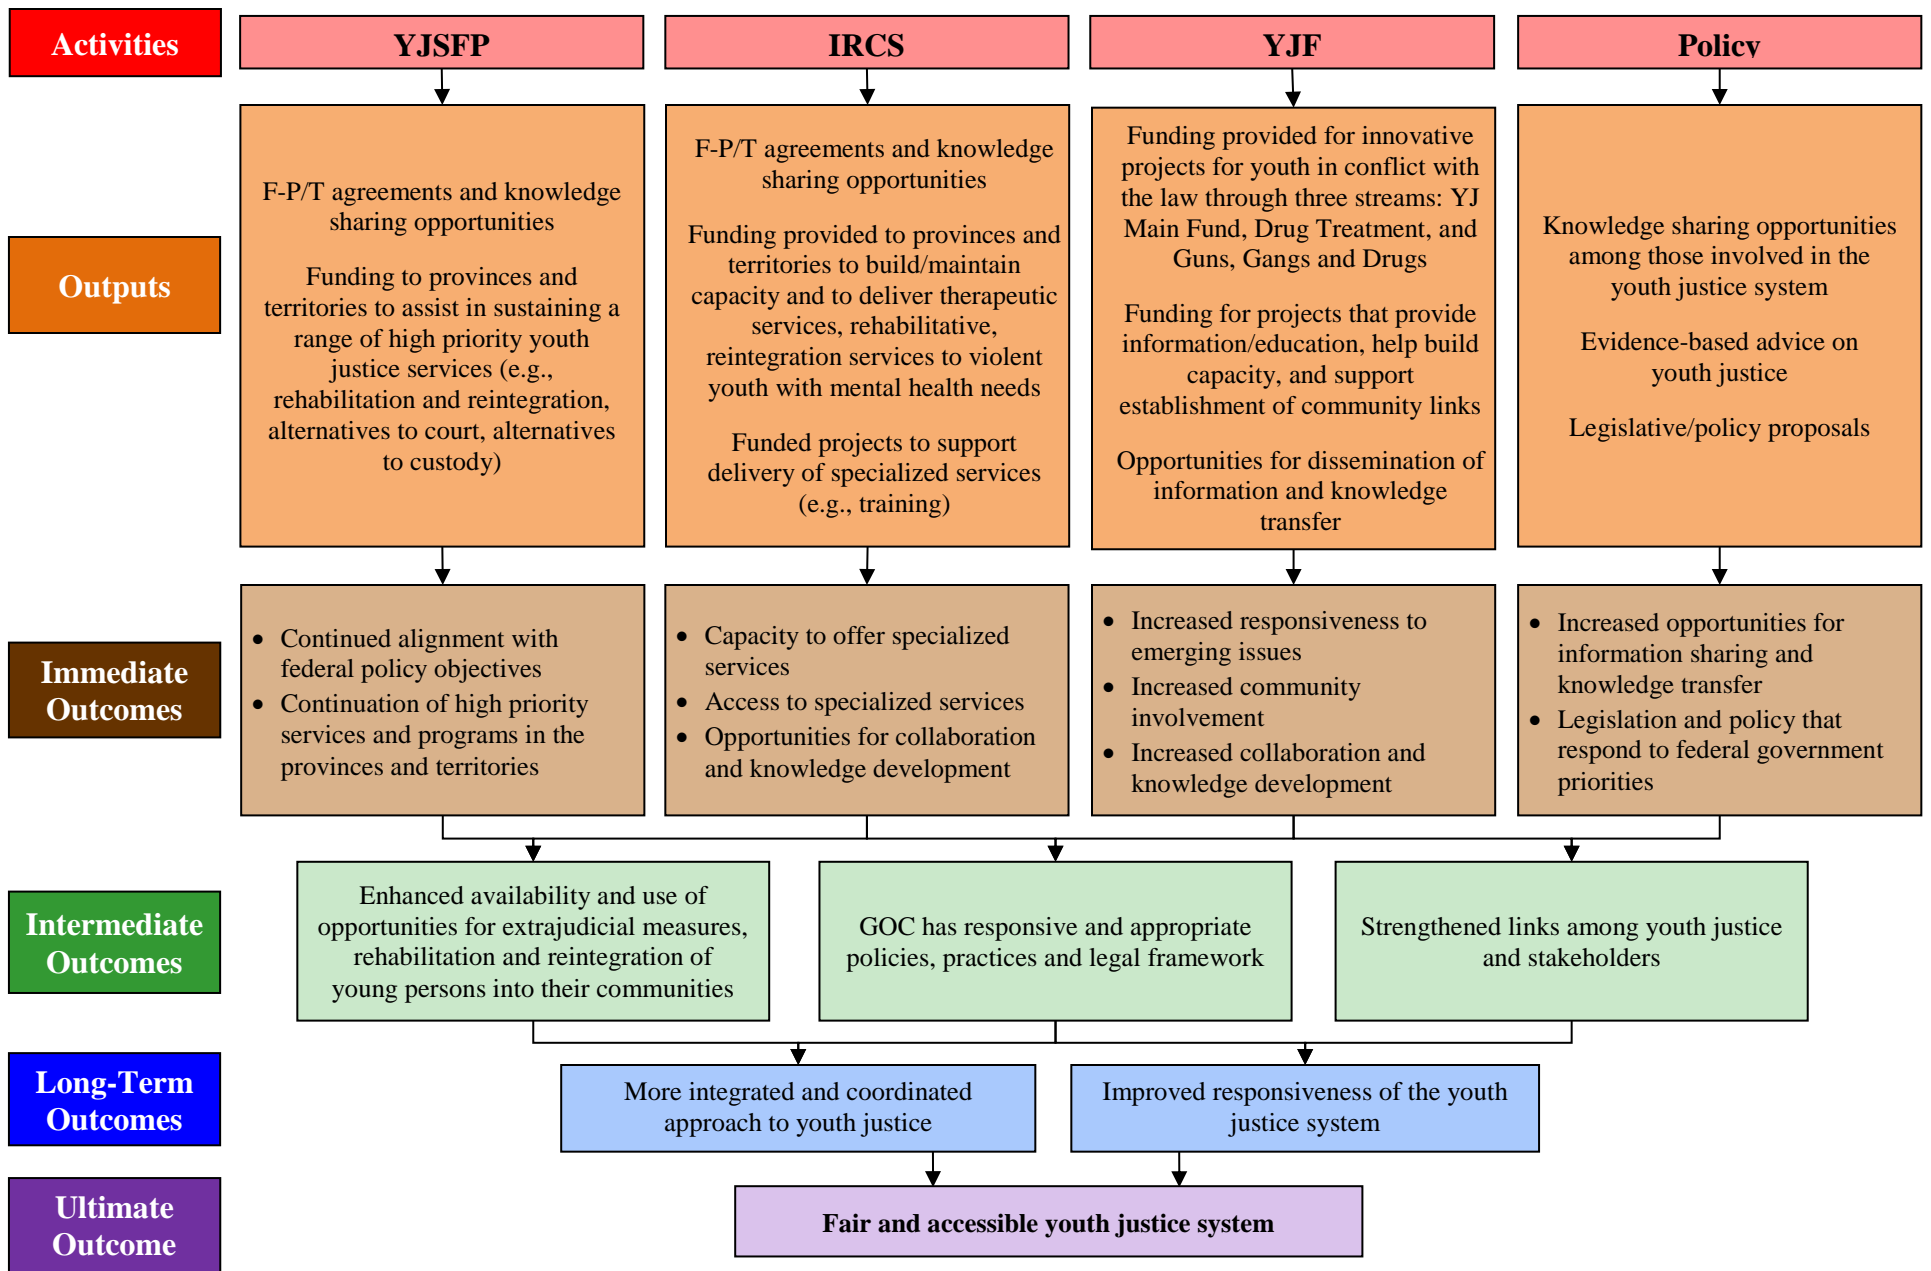 Activities
YJSFP
IRCS
YJF
Policy
Outputs
F-P/T agreements and knowledge
sharing opportunities
Funding to provinces and
territories to assist in sustaining a
range of high priority youth
justice services (e.g.,
rehabilitation and reintegration,
alternatives to court, alternatives
to custody)
F-P/T agreements and knowledge
sharing opportunities
Funding provided to provinces and
territories to build/maintain
capacity and to deliver therapeutic
services, rehabilitative,
reintegration services to violent
youth with mental health needs
Funded projects to support
delivery of specialized services
(e.g., training)
Funding provided for innovative
projects for youth in conflict with
the law through three streams: YJ
Main Fund, Drug Treatment, and
Guns, Gangs and Drugs
Funding for projects that provide
information/education, help build
capacity, and support
establishment of community links
Opportunities for dissemination of
information and knowledge
transfer
Knowledge sharing opportunities
among those involved in the
youth justice system
Evidence-based advice on
youth justice
Legislative/policy proposals
Immediate
Outcomes
• Continued alignment with
federal policy objectives
• Continuation of high priority
services and programs in the
provinces and territories
• Capacity to offer specialized
services
• Access to specialized services
• Opportunities for collaboration
and knowledge development
• Increased responsiveness to
emerging issues
• Increased community
involvement
• Increased collaboration and
knowledge development
• Increased opportunities for
information sharing and
knowledge transfer
• Legislation and policy that
respond to federal government
priorities
Intermediate
Outcomes
Enhanced availability and use of
opportunities for extrajudicial measures,
rehabilitation and reintegration of
young persons into their communities
GOC has responsive and appropriate
policies, practices and legal framework
Strengthened links among youth justice
and stakeholders
Long-Term
Outcomes
More integrated and coordinated
approach to youth justice
Improved responsiveness of the youth
justice system
Ultimate
Outcome
Fair and accessible youth justice system